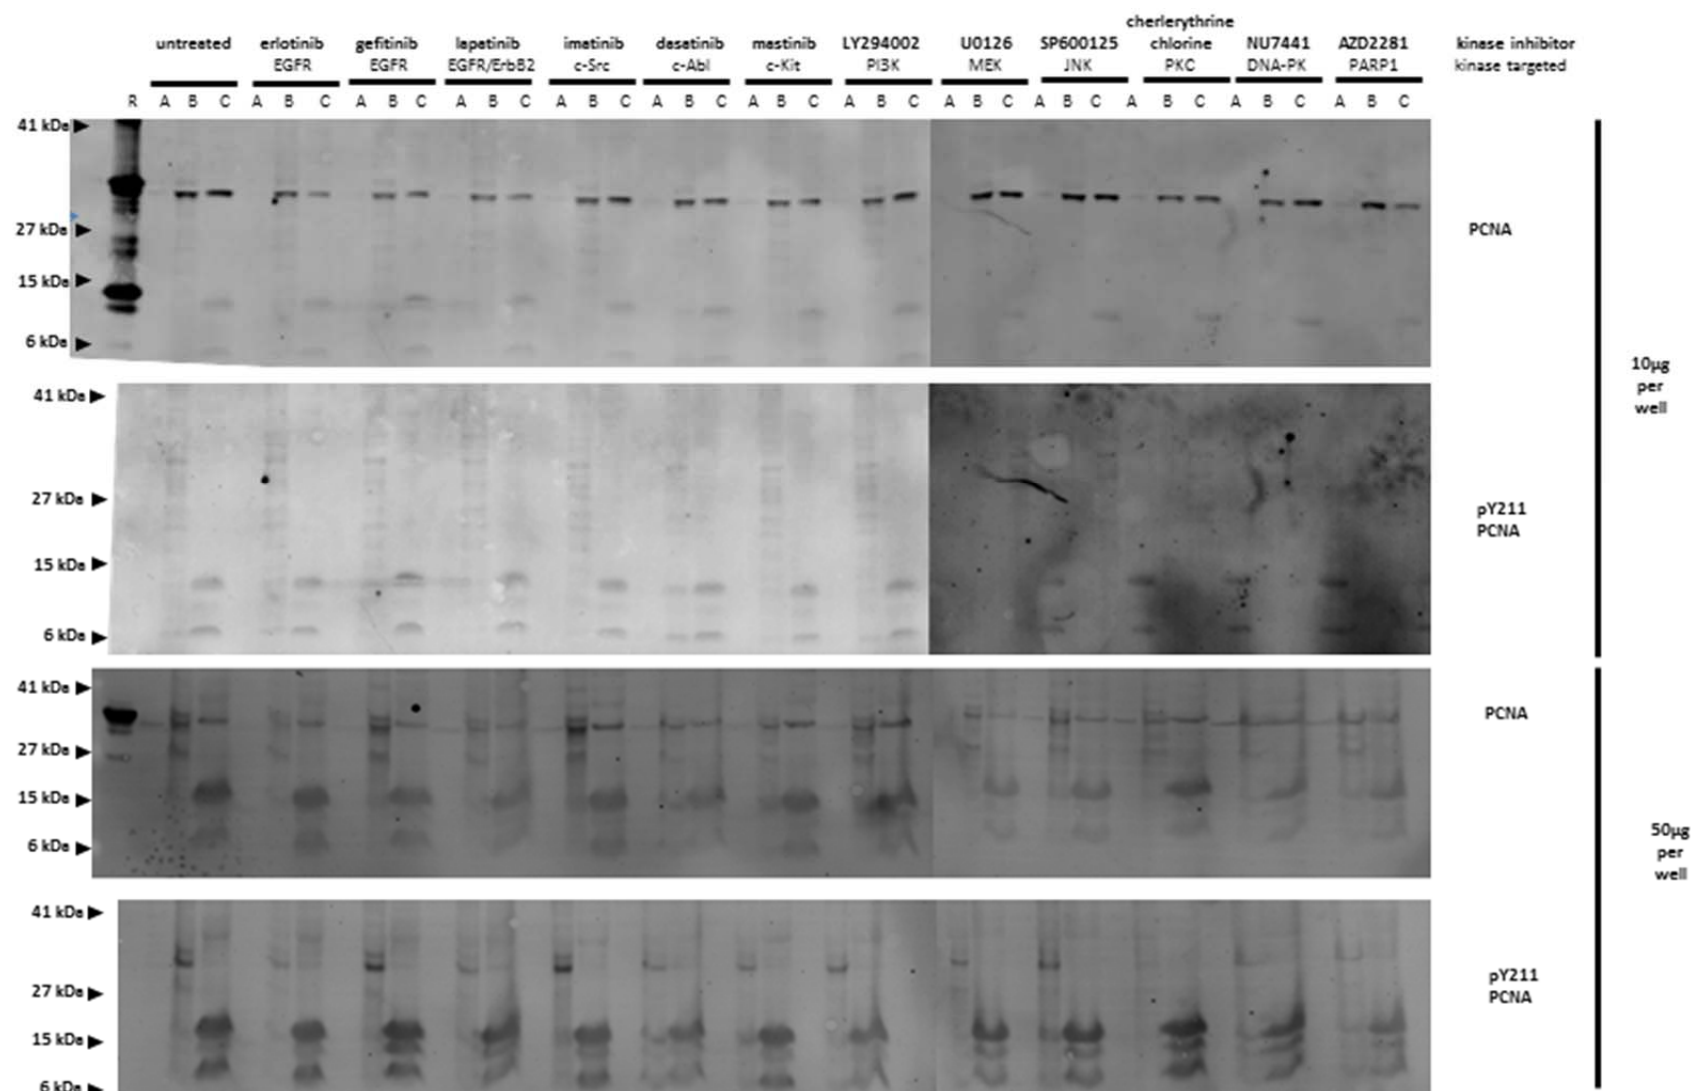 cherlerythrine
untreated erlotinib gefitinib lapatinib imatinib dasatinib mastinib LY294002 U0126 SP600125 chlorine NU7441 AZD2281 kinase inhibitor
EGFR EGFR EGFR/ErbB2 c-Src c-Abl c-Kit PI3K MEK JNK PKC DNA-PK PARP1 kinase targeted
R A B C A B C A B C A B C A B C A B C A B C A B C A B C A B C A B C A B C A B C
41 kDa
27 kDa
PCNA
15 kDa
6 kDa
10µg
per
well
41 kDa
27 kDa
pY211
PCNA
15 kDa
6 kDa
41 kDa
PCNA
27 kDa
15 kDa
6 kDa
50µg
per
well
41 kDa
27 kDa
pY211
PCNA
15 kDa
6 kDa